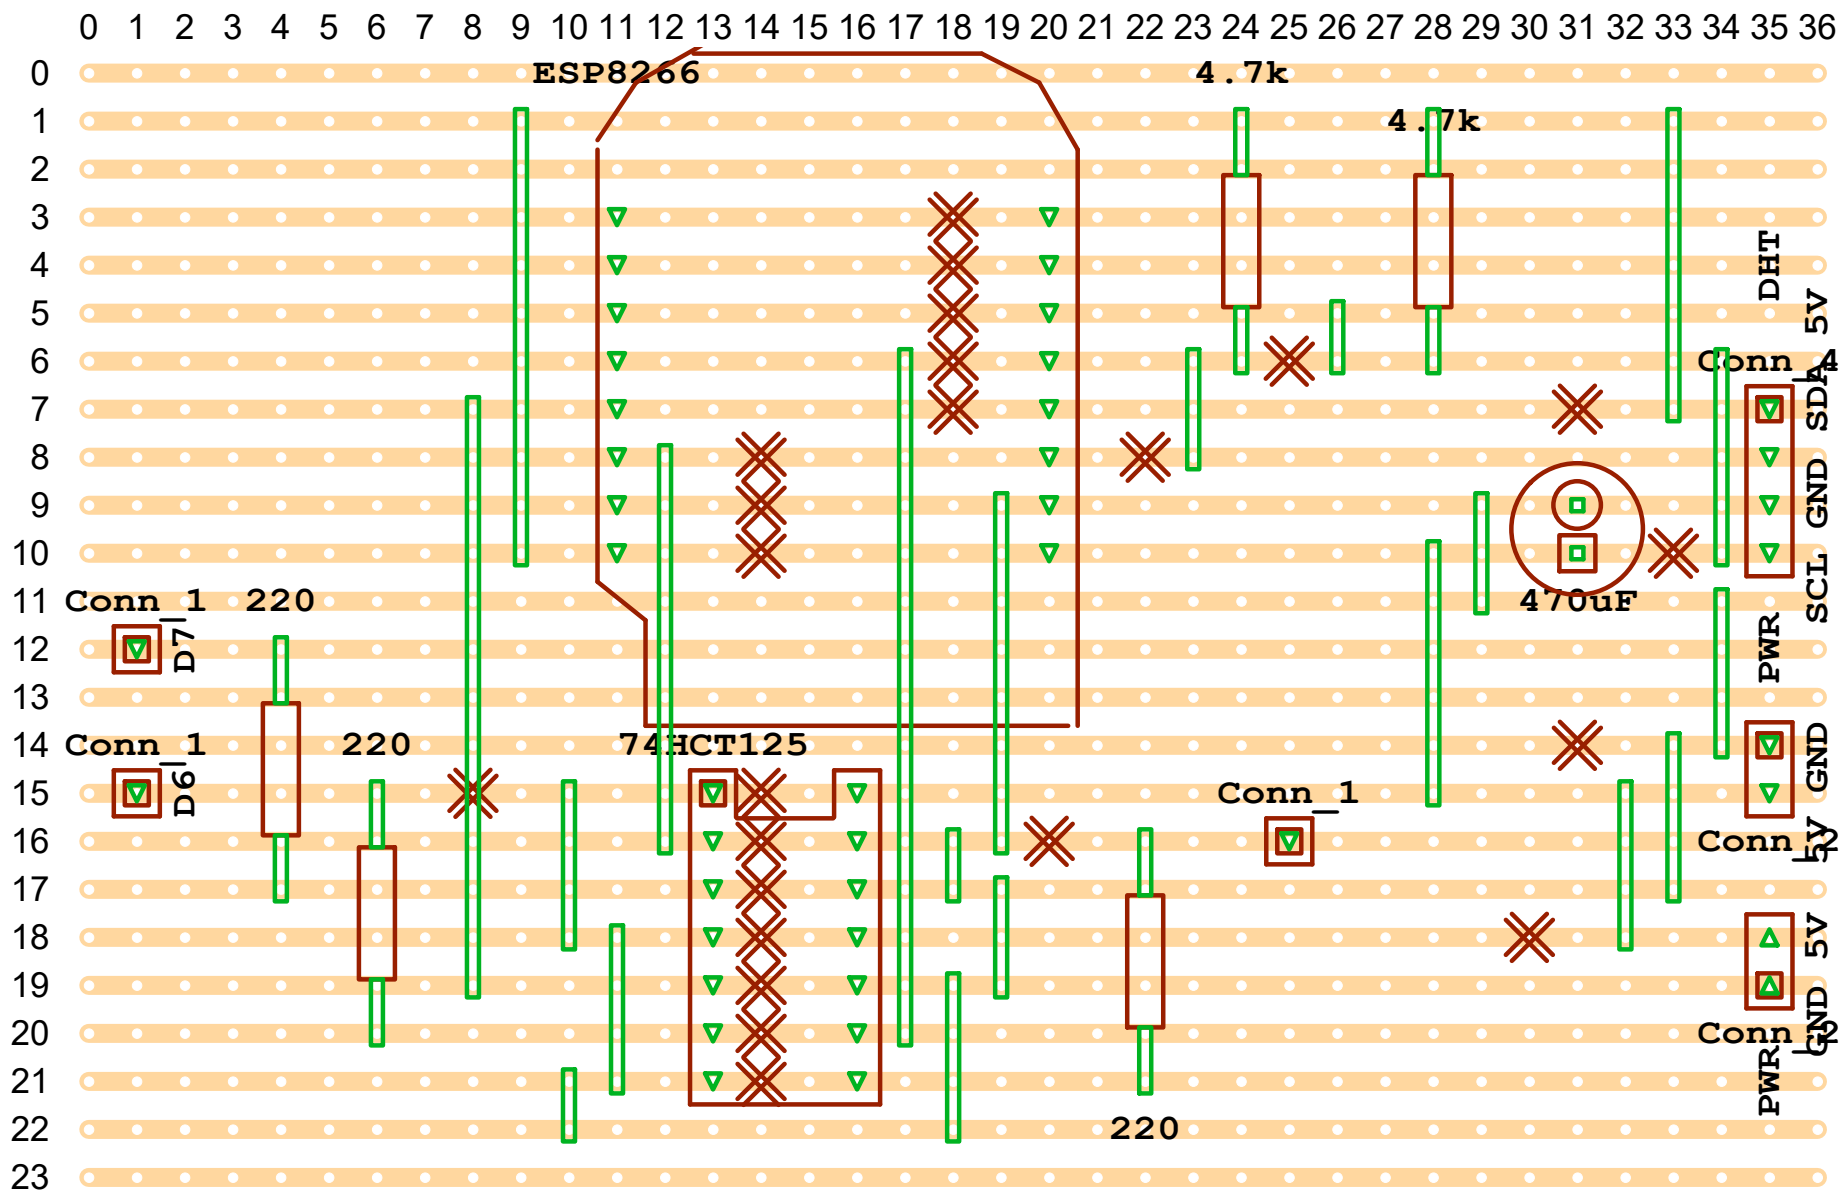 0 1 2 3 4 5 6 7 8 9 10 11 12 13 14 15 16 17 18 19 20 21 22 23 24 25 26 27 28 29 30 31 32 33 34 35 36
0 ESP8266 4.7k
1 4.7k
2
3
4 DHT
5 5V
6 Conn_4
7 SDA
8
9 GND
10 SCL
11 Conn_1 220 470uF
12 D7 PWR
13
14 Conn_1 220 74HCT125 GND
15 D6 Conn_1
16 Conn_2 5V
17
18 5V
19
20 Conn_2 GND
21 PWR
22 220
23